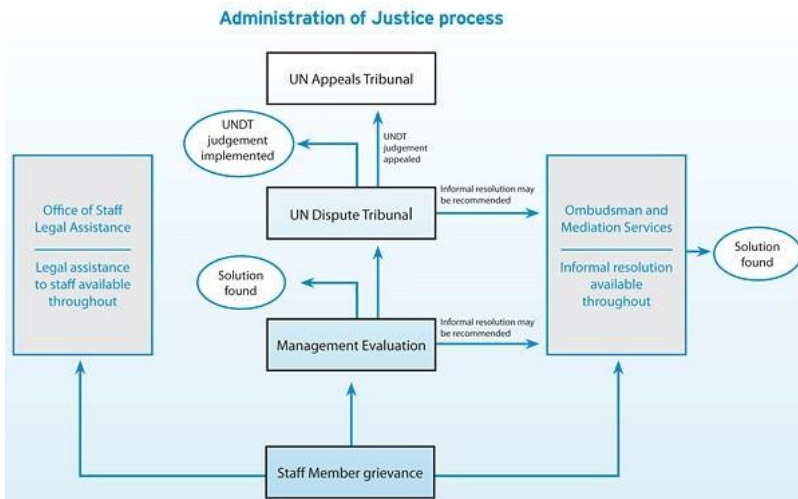 Administration of Justice process
UN Appeals Tribunal
UNDT
judgement
implemented
UNDT
judgement
appealed
Office of Staff
Legal Assistance
Legal assistance
to staff available
throughout
UN Dispute Tribunal
Informal resolution may
be recommended
Ombudsman and
Mediation Services
Informal resolution
available
throughout
Solution
found
Solution
found
Management Evaluation
Informal resolution may
be recommended
Staff Member grievance